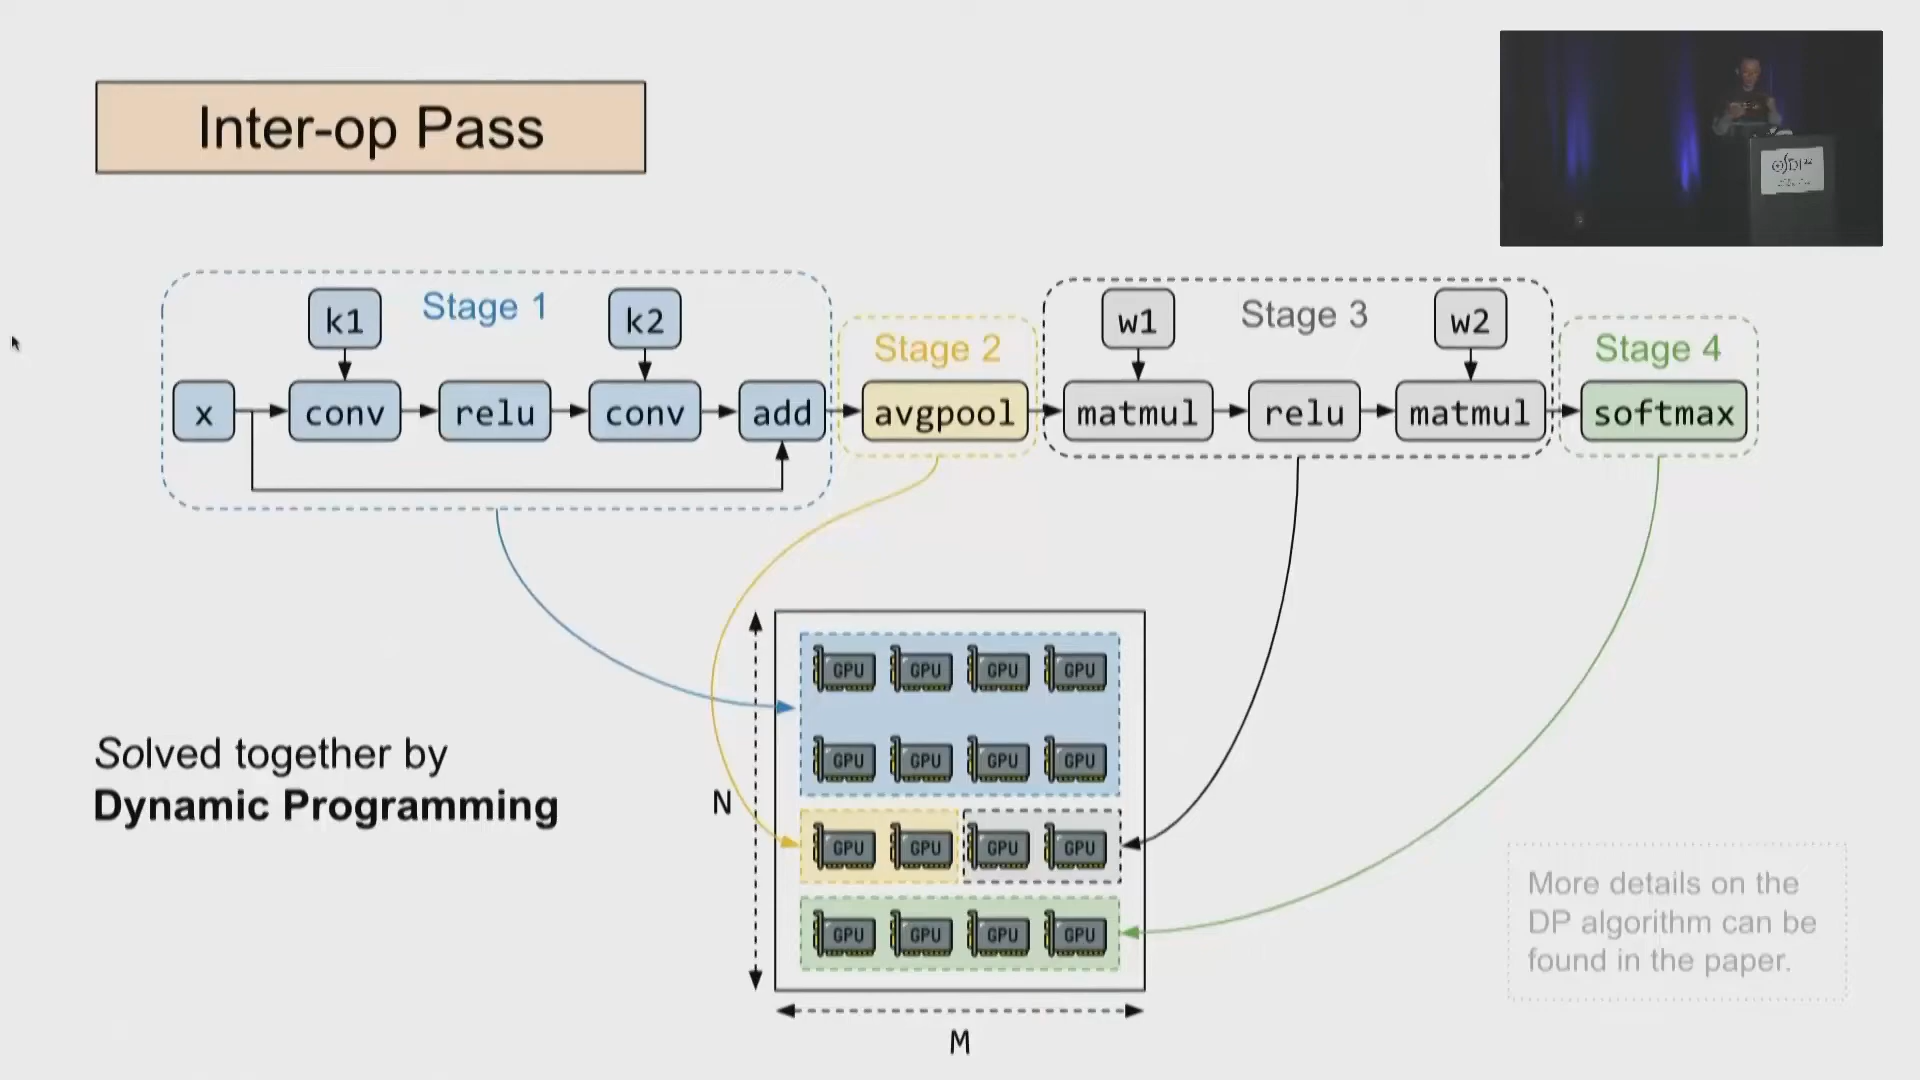 Inter-op Pass
Stage 1
Stage 2
Stage 3
Stage 4
k1
k2
w1
w2
x
conv
relu
conv
add
avgpool
matmul
relu
matmul
softmax
Solved together by
Dynamic Programming
N
GPU GPU GPU GPU
GPU GPU GPU GPU
GPU GPU GPU GPU
GPU GPU GPU GPU
M
More details on the
DP algorithm can be
found in the paper.